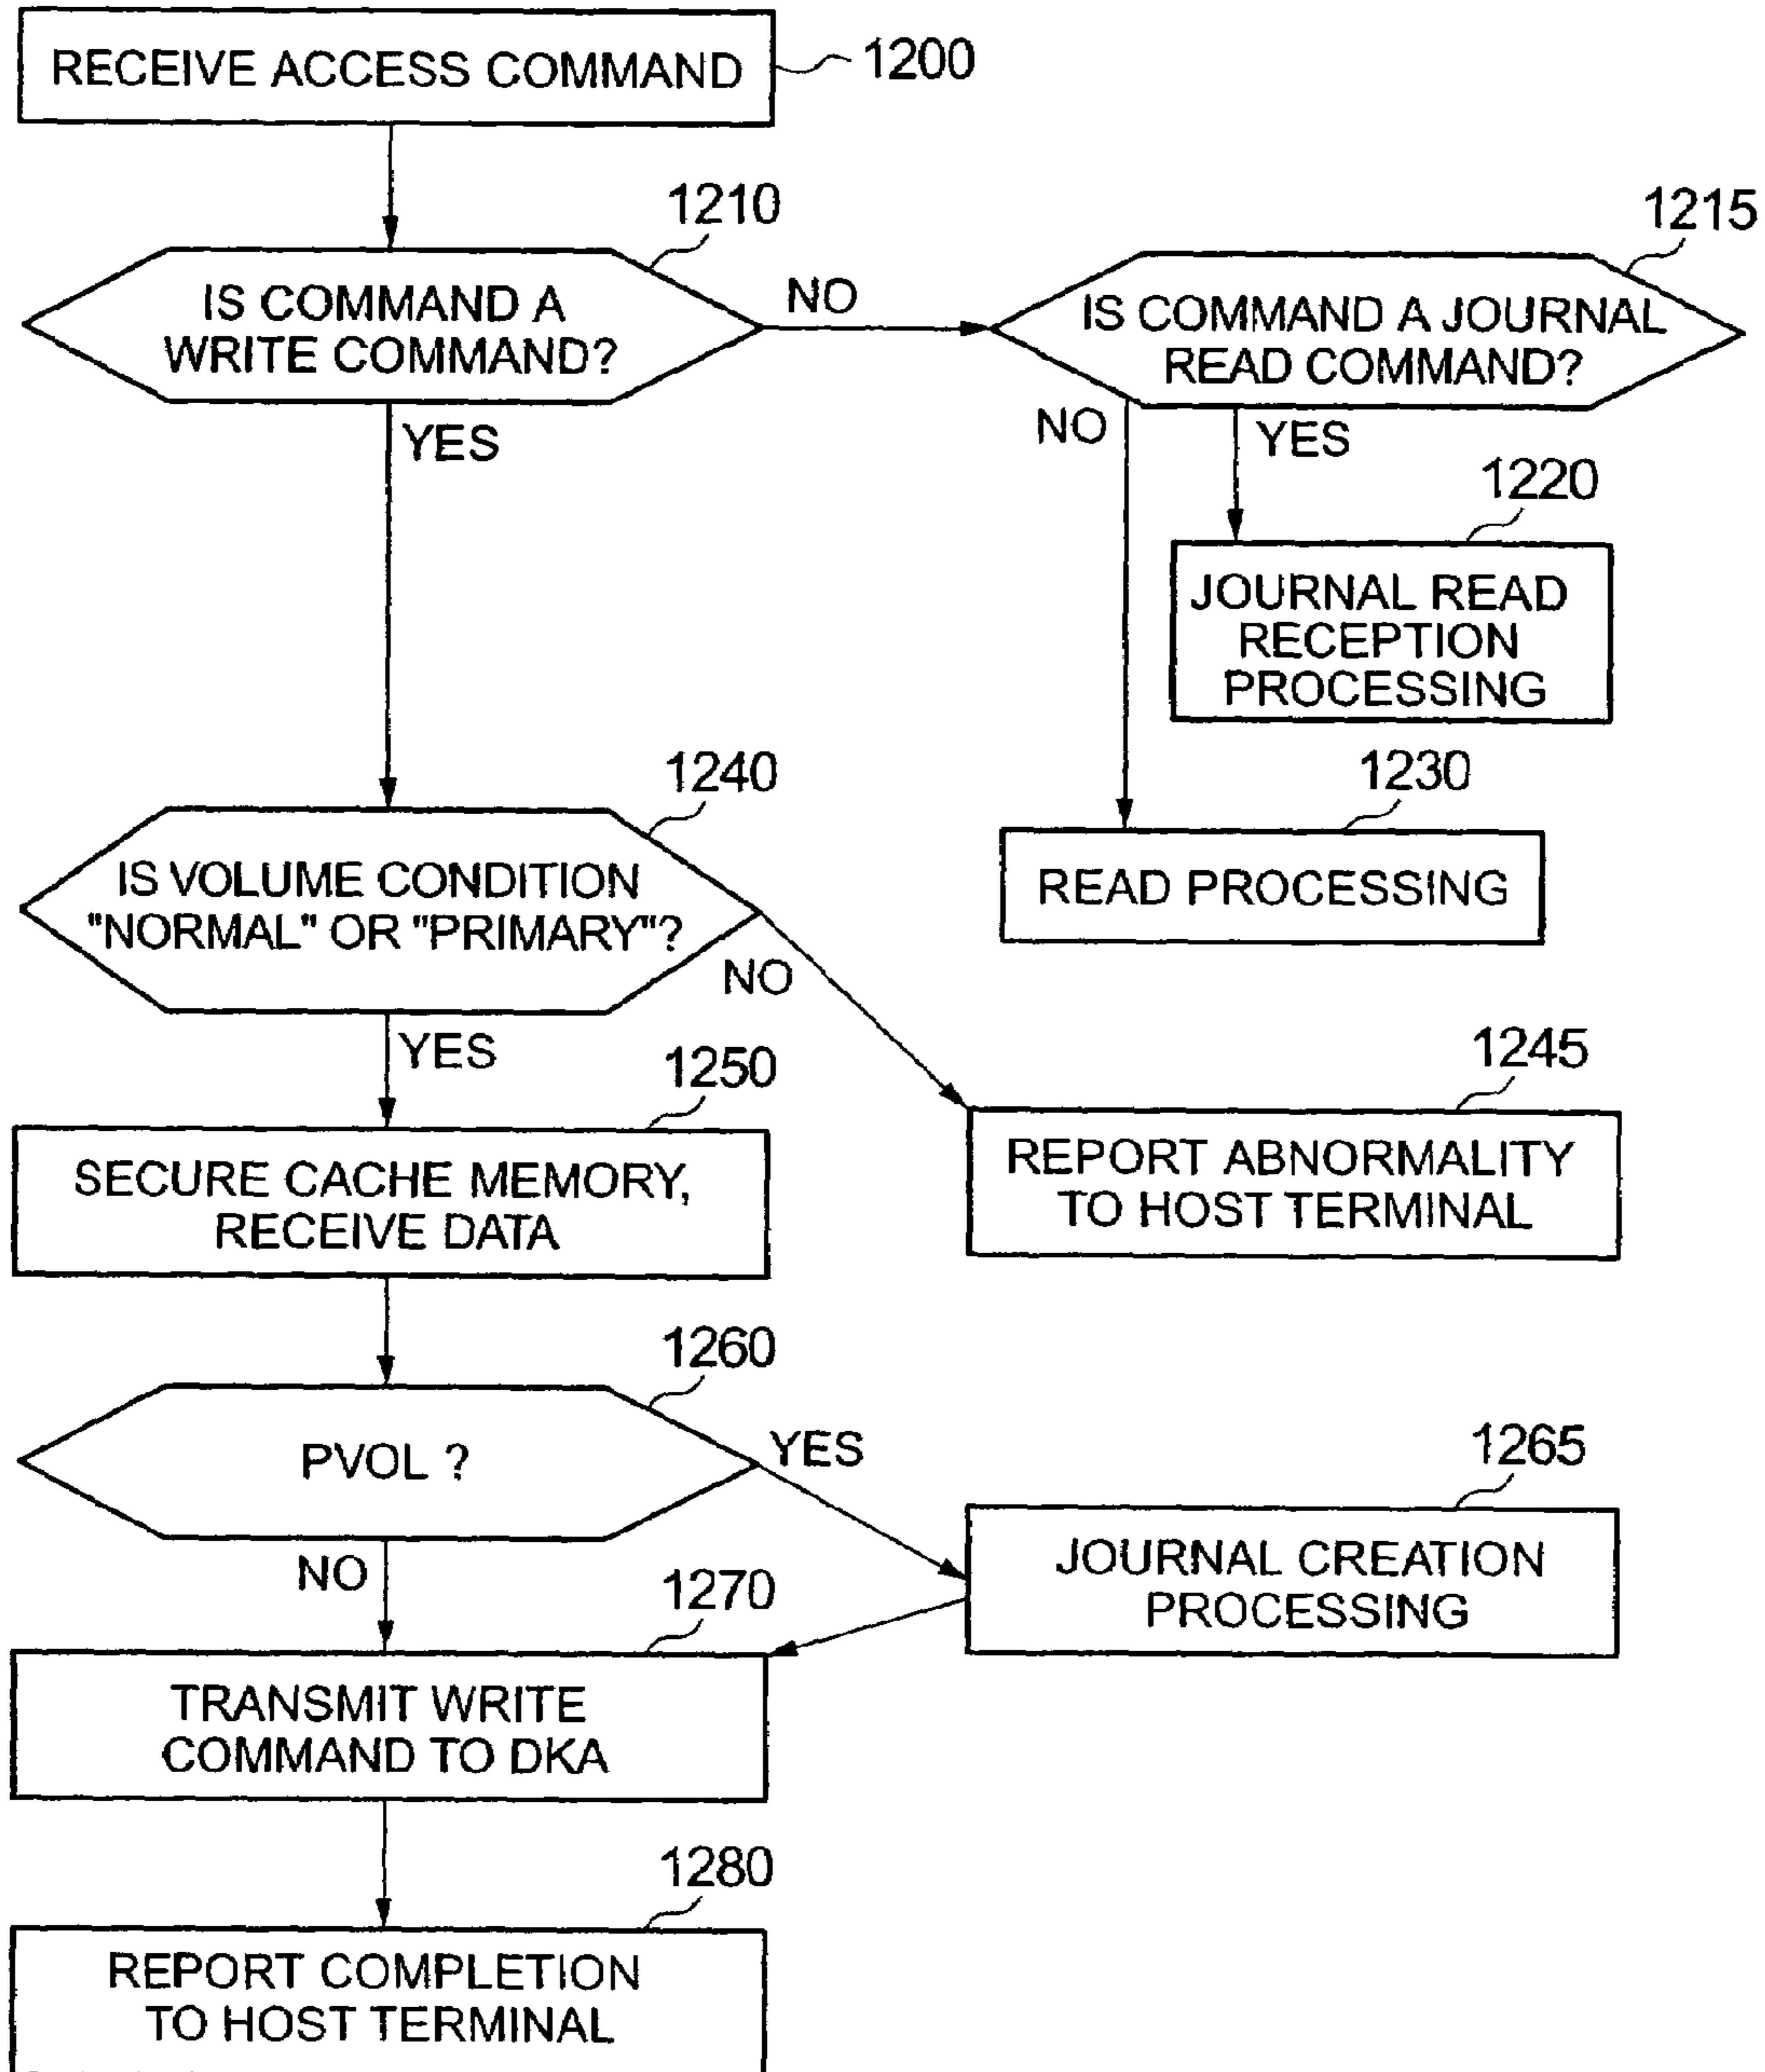 RECEIVE ACCESS COMMAND
1200
1210
IS COMMAND A
WRITE COMMAND?
NO
1215
IS COMMAND A JOURNAL
READ COMMAND?
YES
NO
YES
1220
JOURNAL READ
RECEPTION
PROCESSING
1230
READ PROCESSING
1240
IS VOLUME CONDITION
"NORMAL" OR "PRIMARY"?
NO
YES
1245
REPORT ABNORMALITY
TO HOST TERMINAL
1250
SECURE CACHE MEMORY,
RECEIVE DATA
1260
PVOL ?
YES
NO
1265
JOURNAL CREATION
PROCESSING
1270
TRANSMIT WRITE
COMMAND TO DKA
1280
REPORT COMPLETION
TO HOST TERMINAL